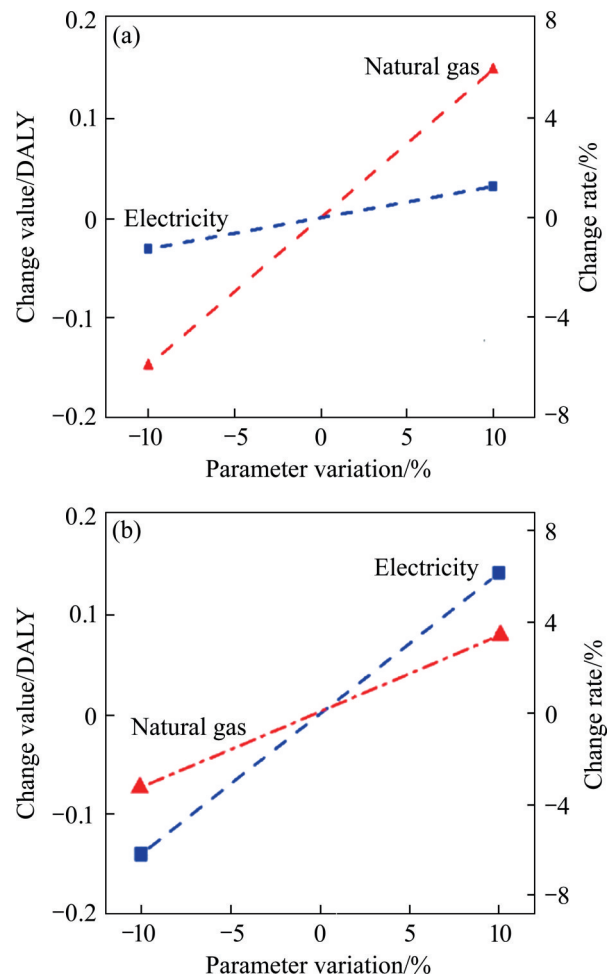 (a)
0.2
0.1
0
−0.1
−0.2
Change value/DALY
8
4
0
−4
−8
Change rate/%
Natural gas
Electricity
−10
−5
0
5
10
Parameter variation/%
(b)
0.2
0.1
0
−0.1
−0.2
Change value/DALY
8
4
0
−4
−8
Change rate/%
Electricity
Natural gas
−10
−5
0
5
10
Parameter variation/%